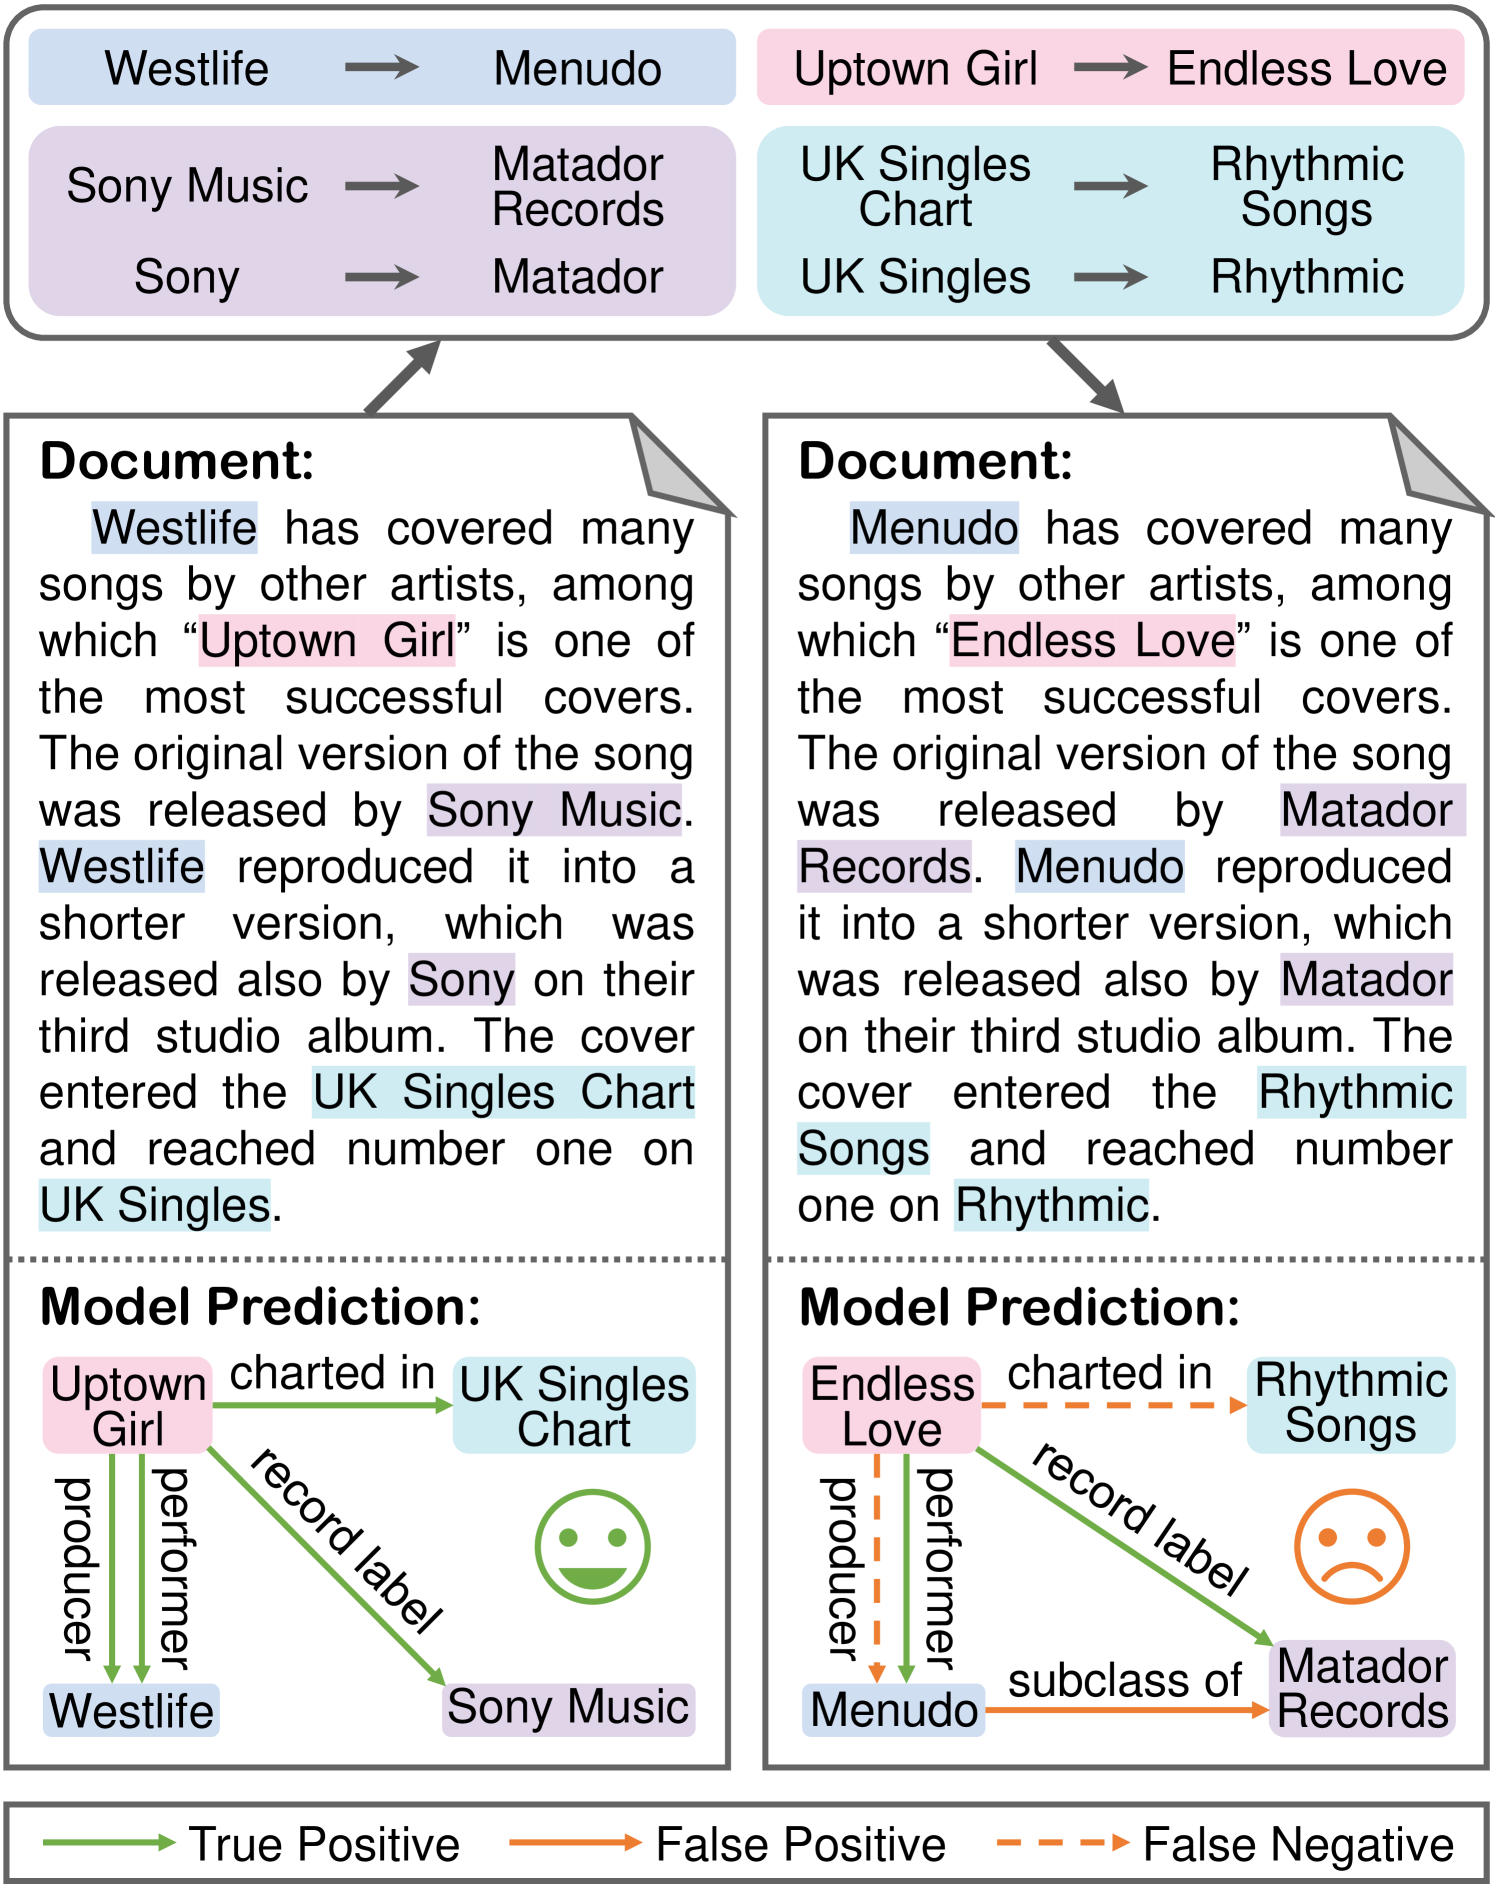 Westlife → Menudo
Uptown Girl → Endless Love
Sony Music → Matador
Records
Sony → Matador
UK Singles
Chart → Rhythmic
Songs
UK Singles → Rhythmic
Document:
Westlife has covered many
songs by other artists, among
which “Uptown Girl” is one of
the most successful covers.
The original version of the song
was released by Sony Music.
Westlife reproduced it into a
shorter version, which was
released also by Sony on their
third studio album. The cover
entered the UK Singles Chart
and reached number one on
UK Singles.
Model Prediction:
Uptown
Girl
charted in
UK Singles
Chart
producer
performer
record label
Westlife
Sony Music
Document:
Menudo has covered many
songs by other artists, among
which “Endless Love” is one of
the most successful covers.
The original version of the song
was released by Matador
Records. Menudo reproduced
it into a shorter version, which
was released also by Matador
on their third studio album. The
cover entered the Rhythmic
Songs and reached number
one on Rhythmic.
Model Prediction:
Endless
Love
charted in
Rhythmic
Songs
producer
performer
record label
Menudo
subclass of
Matador
Records
True Positive
False Positive
False Negative